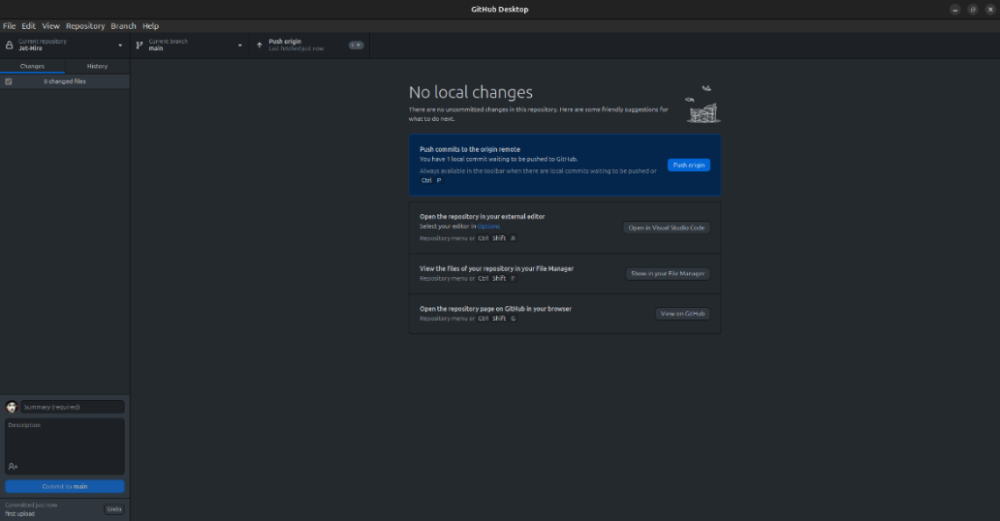 GitHub Desktop
File Edit View Repository Branch Help
Current repository
Jet-Hire
Current branch
main
Push origin
Last fetched just now
Changes
History
0 changed files
No local changes
There are no uncommitted changes in this repository. Here are some friendly suggestions for
what to do next.
Push commits to the origin remote
You have 1 local commit waiting to be pushed to GitHub.
Always available in the toolbar when there are local commits waiting to be pushed or
Ctrl P
Push origin
Open the repository in your external editor
Select your editor in Options
Repository menu or Ctrl Shift A
Open in Visual Studio Code
View the files of your repository in your File Manager
Repository menu or Ctrl Shift F
Show in your File Manager
Open the repository page on GitHub in your browser
Repository menu or Ctrl Shift G
View on GitHub
Summary (required)
Description
Commit to main
Committed just now
first upload
Undo